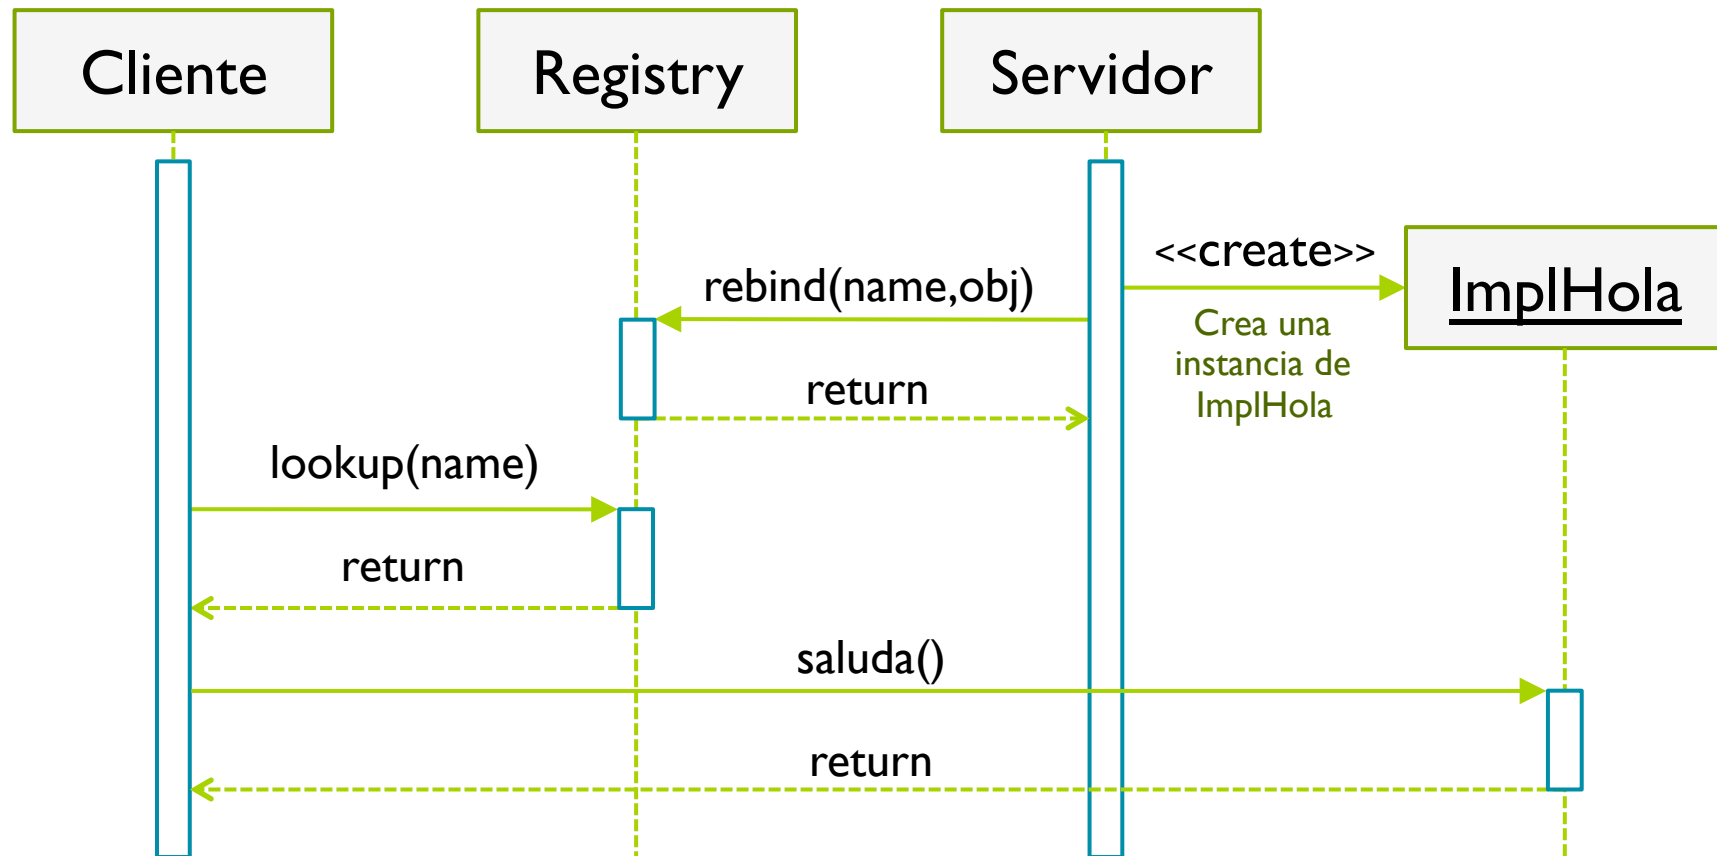 Cliente
Registry
Servidor
<<create>>
ImplHola
rebind(name,obj)
Crea una
instancia de
ImplHola
return
lookup(name)
return
saluda()
return